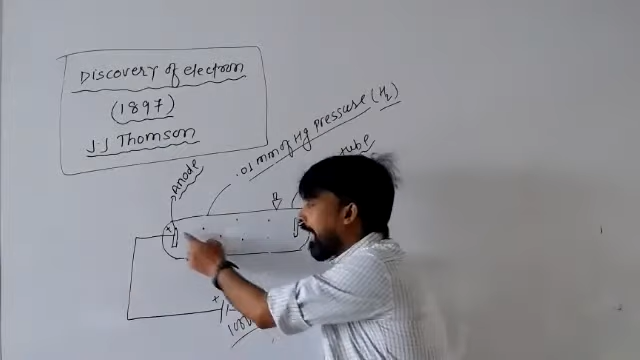 Discovery of electron
(1897)
J.J Thomson
.01 mm of Hg Pressure (H₂)
tube
Anode
+
+